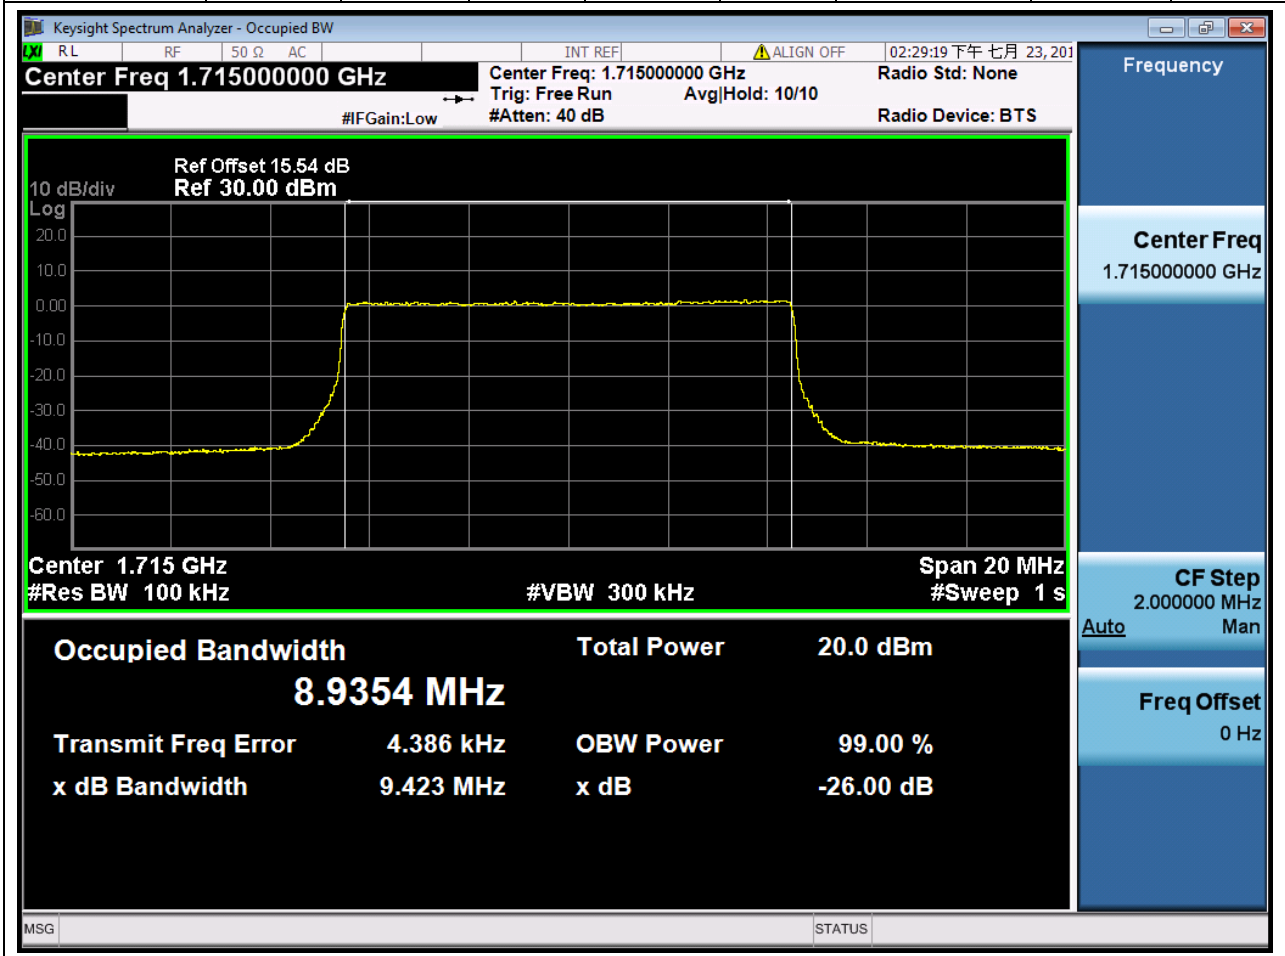 Keysight Spectrum Analyzer - Occupied BW
LXI RL RF 50 Ω AC INT REF ALIGN OFF 02:29:19 下午 七月 23, 201
Center Freq 1.715000000 GHz
Center Freq: 1.715000000 GHz
Radio Std: None
Trig: Free Run Avg|Hold: 10/10
#IFGain:Low
#Atten: 40 dB
Radio Device: BTS
Ref Offset 15.54 dB
10 dB/div Ref 30.00 dBm
Log
20.0
10.0
0.00
-10.0
-20.0
-30.0
-40.0
-50.0
-60.0
Center 1.715 GHz
Span 20 MHz
#Res BW 100 kHz
#VBW 300 kHz
#Sweep 1 s
Occupied Bandwidth
Total Power 20.0 dBm
8.9354 MHz
Transmit Freq Error 4.386 kHz
OBW Power 99.00 %
x dB Bandwidth 9.423 MHz
x dB -26.00 dB
MSG
STATUS
Frequency
Center Freq
1.715000000 GHz
CF Step
2.000000 MHz
Auto Man
Freq Offset
0 Hz